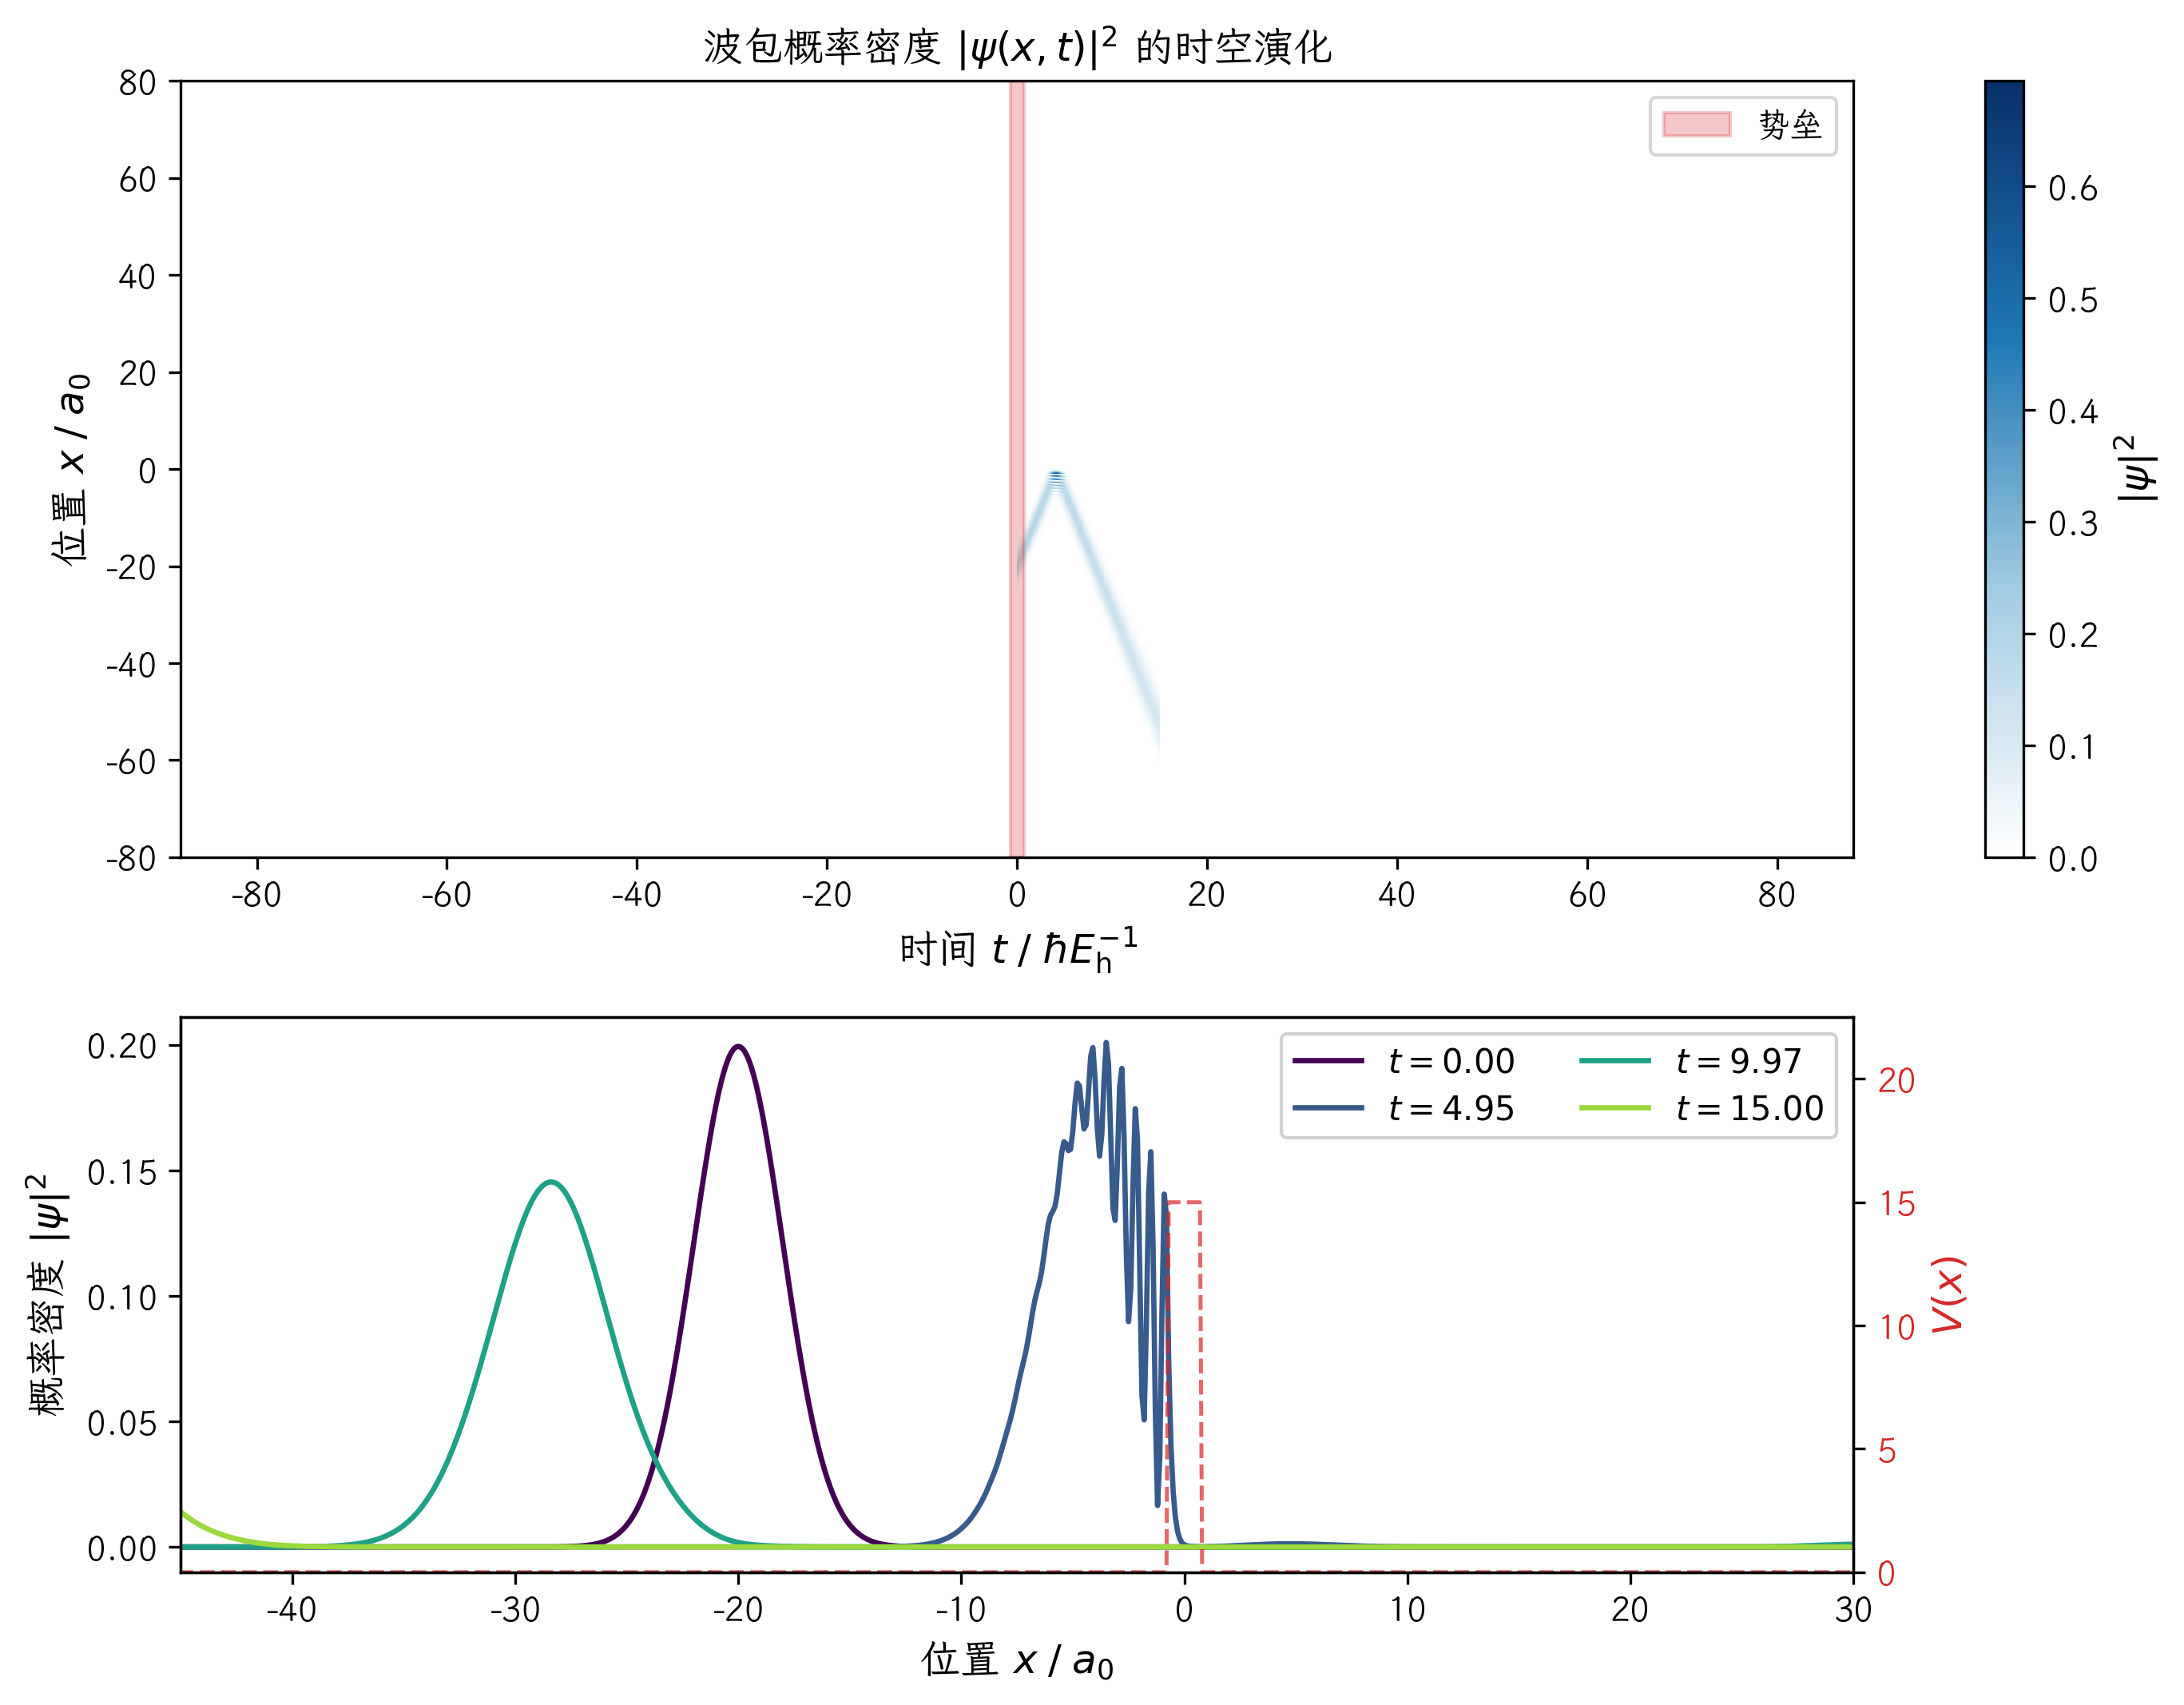 波包概率密度 |ψ(x, t)|² 的时空演化
80
60
40
20
0
-20
-40
-60
-80
位置 x / a₀
势垒
-80 -60 -40 -20 0 20 40 60 80
时间 t / ħE_h⁻¹
0.6
0.5
0.4
0.3
0.2
0.1
0.0
|ψ|²
0.20
0.15
0.10
0.05
0.00
概率密度 |ψ|²
t = 0.00
t = 4.95
t = 9.97
t = 15.00
20
15
10
5
0
V(x)
-40 -30 -20 -10 0 10 20 30
位置 x / a₀